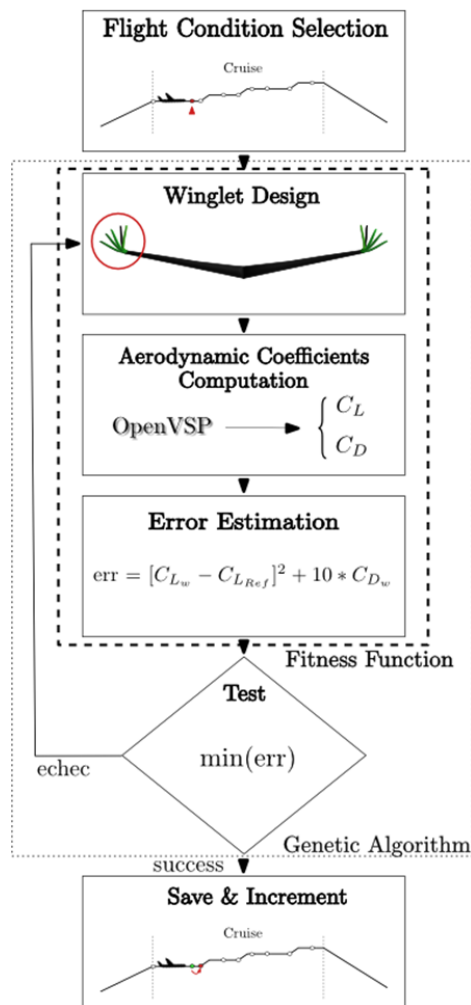 Flight Condition Selection
Cruise
Winglet Design
Aerodynamic Coefficients
Computation
OpenVSP
C_L
C_D
Error Estimation
err = [C_{L_w} − C_{L_{Ref}}]^2 + 10 * C_{D_w}
Fitness Function
Test
min(err)
echec
Genetic Algorithm
success
Save & Increment
Cruise